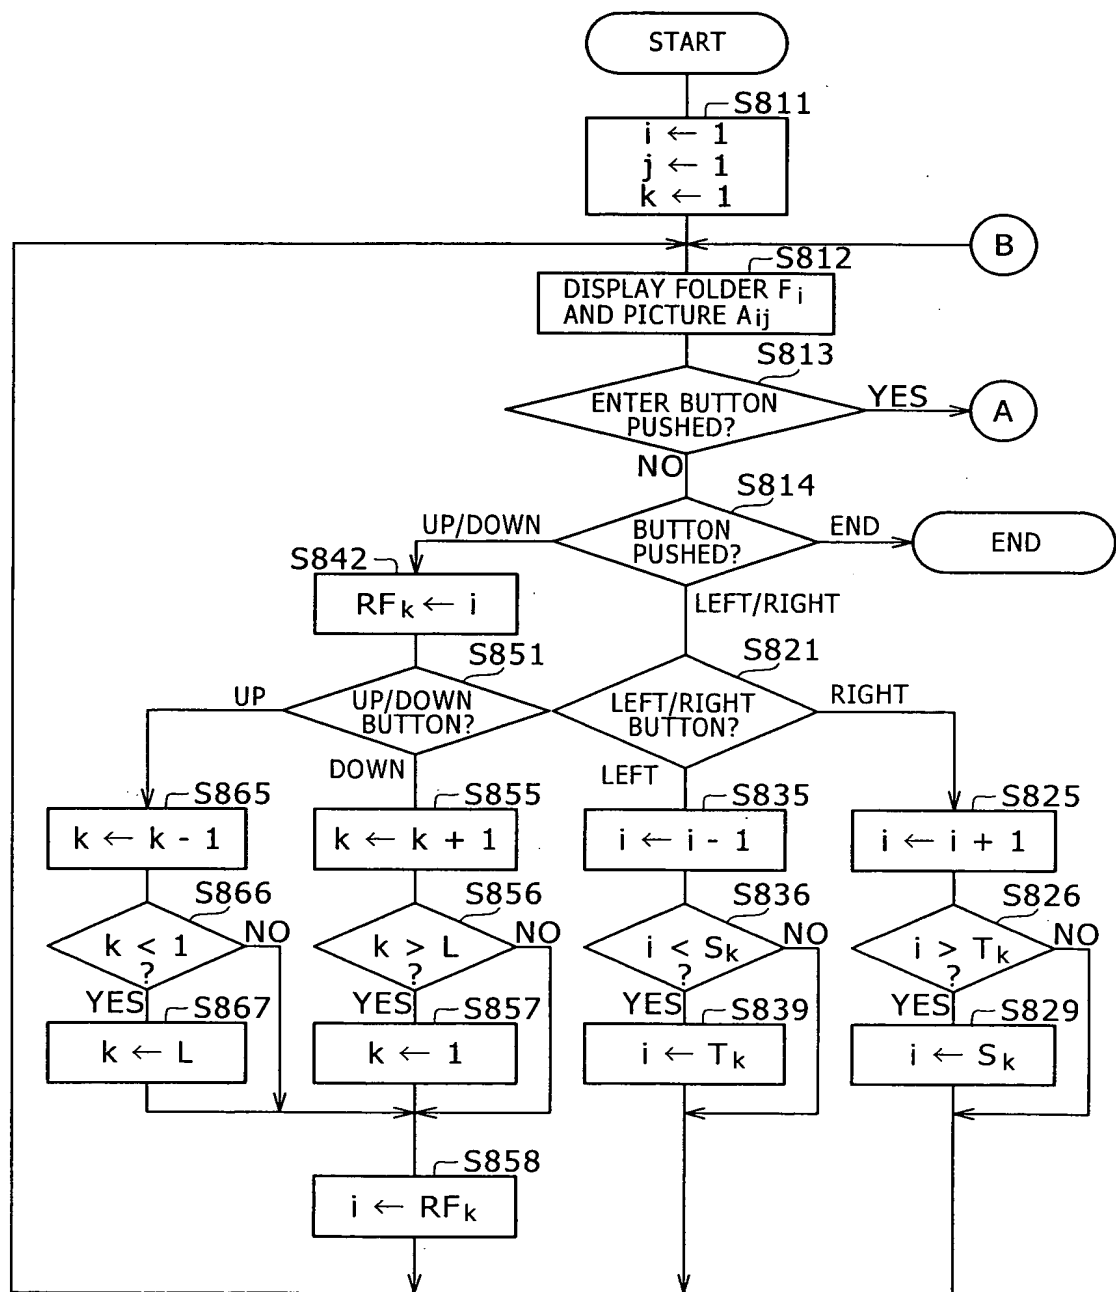 START
S811
i ← 1
j ← 1
k ← 1
B
S812
DISPLAY FOLDER Fi
AND PICTURE Aij
S813
ENTER BUTTON
PUSHED?
YES
A
NO
S814
UP/DOWN
BUTTON
PUSHED?
END
END
S842
RFk ← i
LEFT/RIGHT
S851
UP
UP/DOWN
BUTTON?
DOWN
S821
LEFT/RIGHT
BUTTON?
RIGHT
LEFT
S865
k ← k - 1
S855
k ← k + 1
S835
i ← i - 1
S825
i ← i + 1
S866
k < 1
?
NO
YES
S856
k > L
?
NO
YES
S836
i < Sk
?
NO
YES
S826
i > Tk
?
NO
YES
S867
k ← L
S857
k ← 1
S839
i ← Tk
S829
i ← Sk
S858
i ← RFk